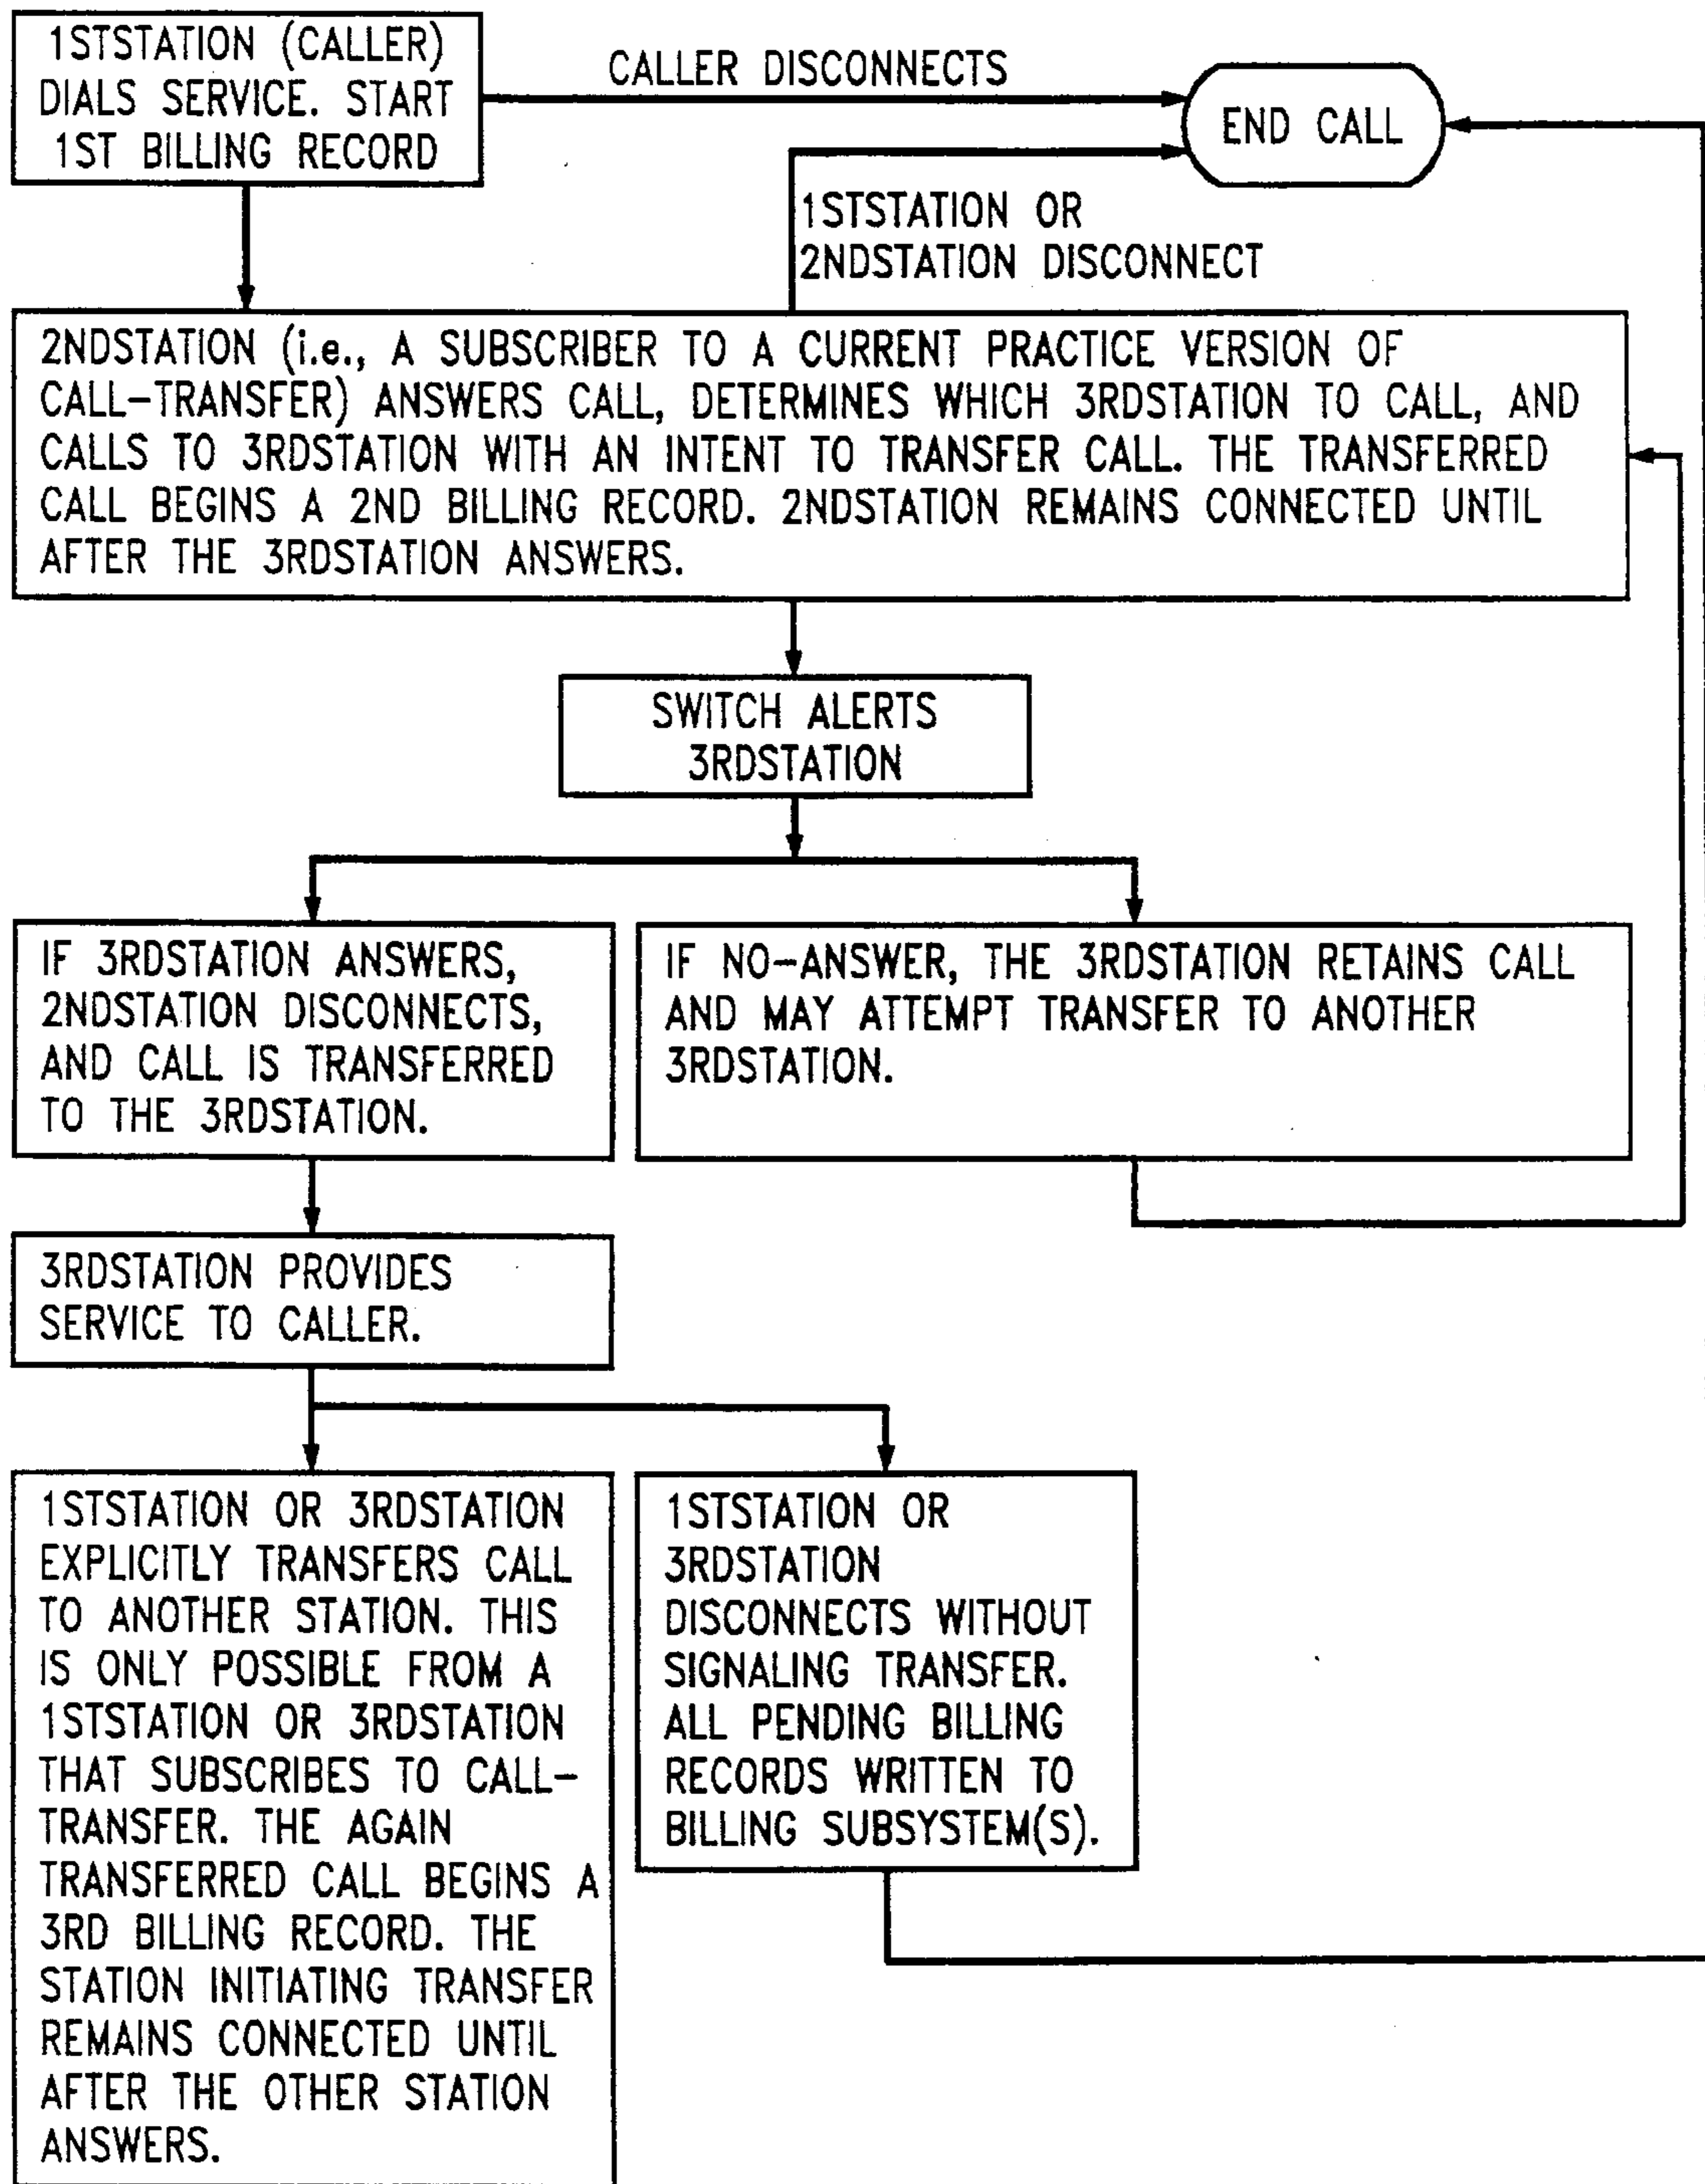 1STSTATION (CALLER)
DIALS SERVICE. START
1ST BILLING RECORD
CALLER DISCONNECTS
END CALL
1STSTATION OR
2NDSTATION DISCONNECT
2NDSTATION (i.e., A SUBSCRIBER TO A CURRENT PRACTICE VERSION OF
CALL-TRANSFER) ANSWERS CALL, DETERMINES WHICH 3RDSTATION TO CALL, AND
CALLS TO 3RDSTATION WITH AN INTENT TO TRANSFER CALL. THE TRANSFERRED
CALL BEGINS A 2ND BILLING RECORD. 2NDSTATION REMAINS CONNECTED UNTIL
AFTER THE 3RDSTATION ANSWERS.
SWITCH ALERTS
3RDSTATION
IF 3RDSTATION ANSWERS,
2NDSTATION DISCONNECTS,
AND CALL IS TRANSFERRED
TO THE 3RDSTATION.
IF NO-ANSWER, THE 3RDSTATION RETAINS CALL
AND MAY ATTEMPT TRANSFER TO ANOTHER
3RDSTATION.
3RDSTATION PROVIDES
SERVICE TO CALLER.
1STSTATION OR 3RDSTATION
EXPLICITLY TRANSFERS CALL
TO ANOTHER STATION. THIS
IS ONLY POSSIBLE FROM A
1STSTATION OR 3RDSTATION
THAT SUBSCRIBES TO CALL-
TRANSFER. THE AGAIN
TRANSFERRED CALL BEGINS A
3RD BILLING RECORD. THE
STATION INITIATING TRANSFER
REMAINS CONNECTED UNTIL
AFTER THE OTHER STATION
ANSWERS.
1STSTATION OR
3RDSTATION
DISCONNECTS WITHOUT
SIGNALING TRANSFER.
ALL PENDING BILLING
RECORDS WRITTEN TO
BILLING SUBSYSTEM(S).